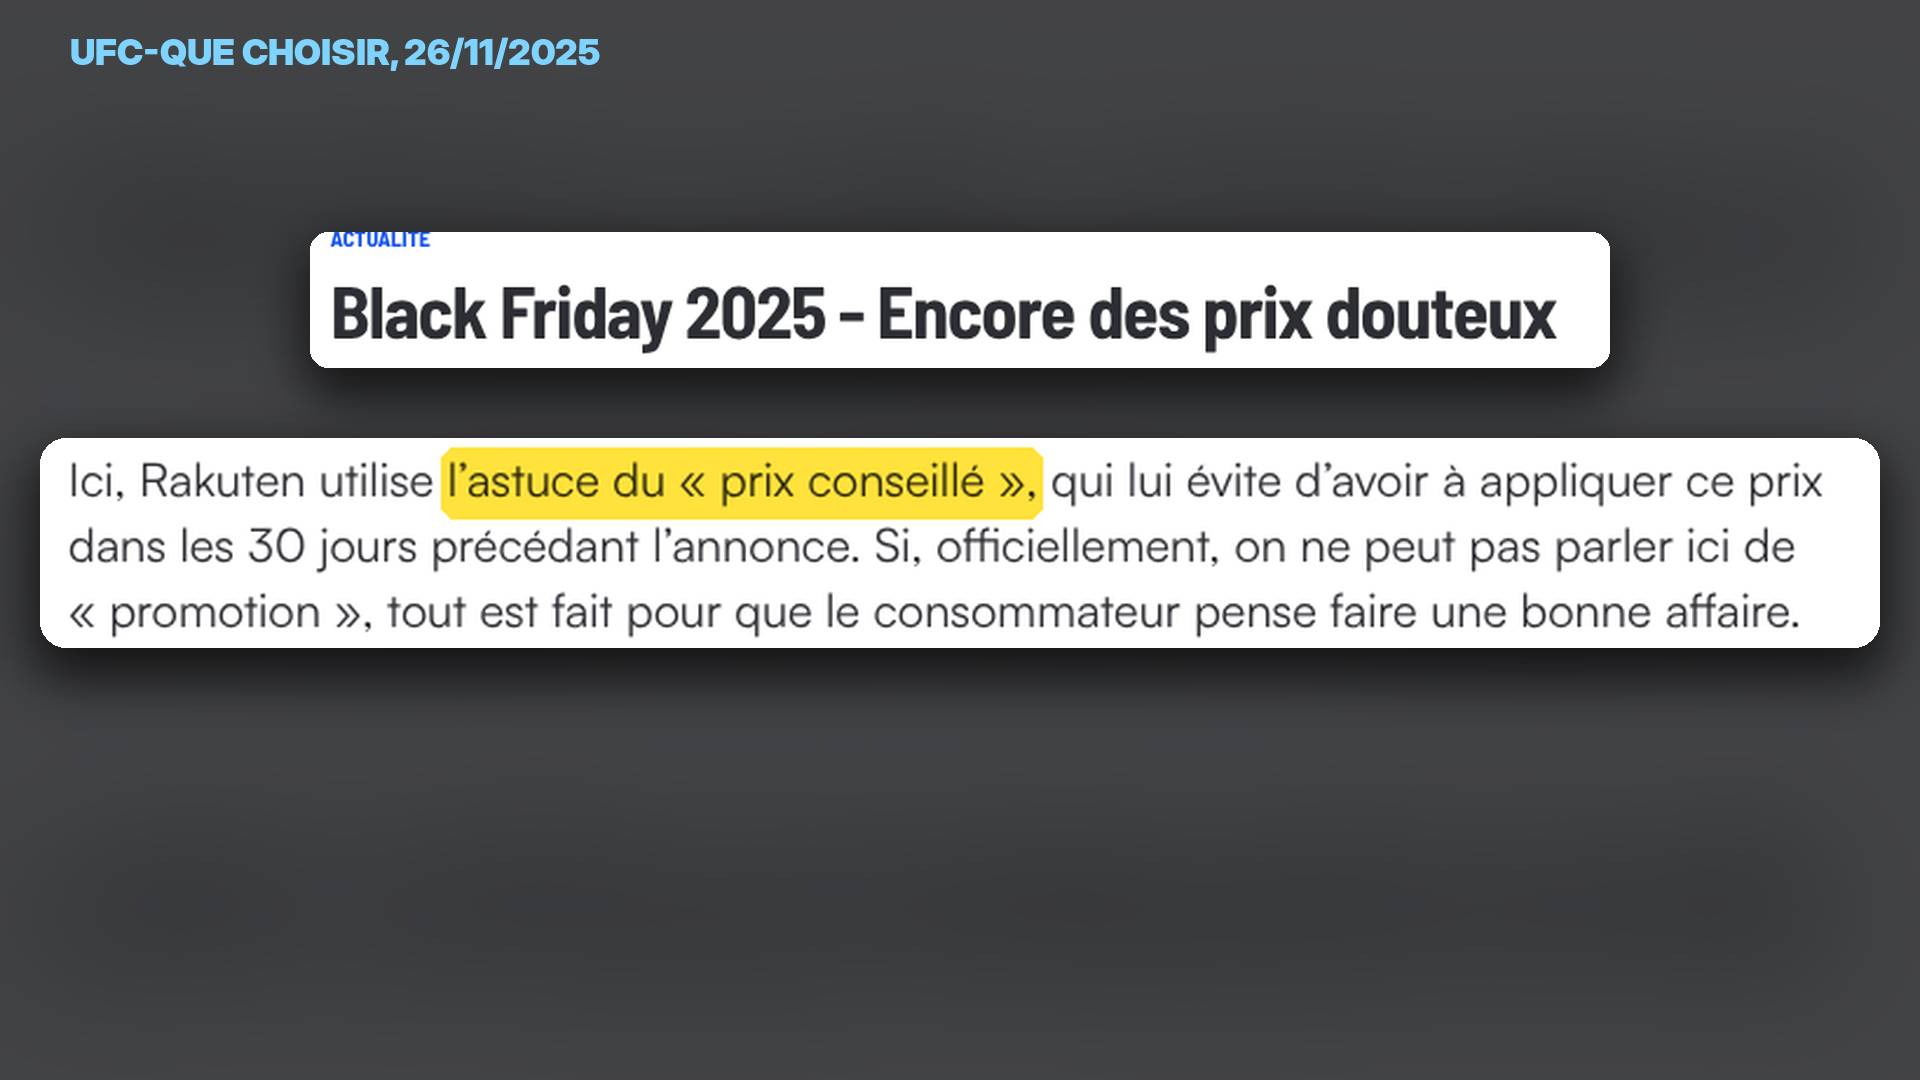 UFC-QUE CHOISIR, 26/11/2025
ACTUALITÉ
Black Friday 2025 - Encore des prix douteux
Ici, Rakuten utilise l’astuce du « prix conseillé », qui lui évite d’avoir à appliquer ce prix
dans les 30 jours précédant l’annonce. Si, officiellement, on ne peut pas parler ici de
« promotion », tout est fait pour que le consommateur pense faire une bonne affaire.